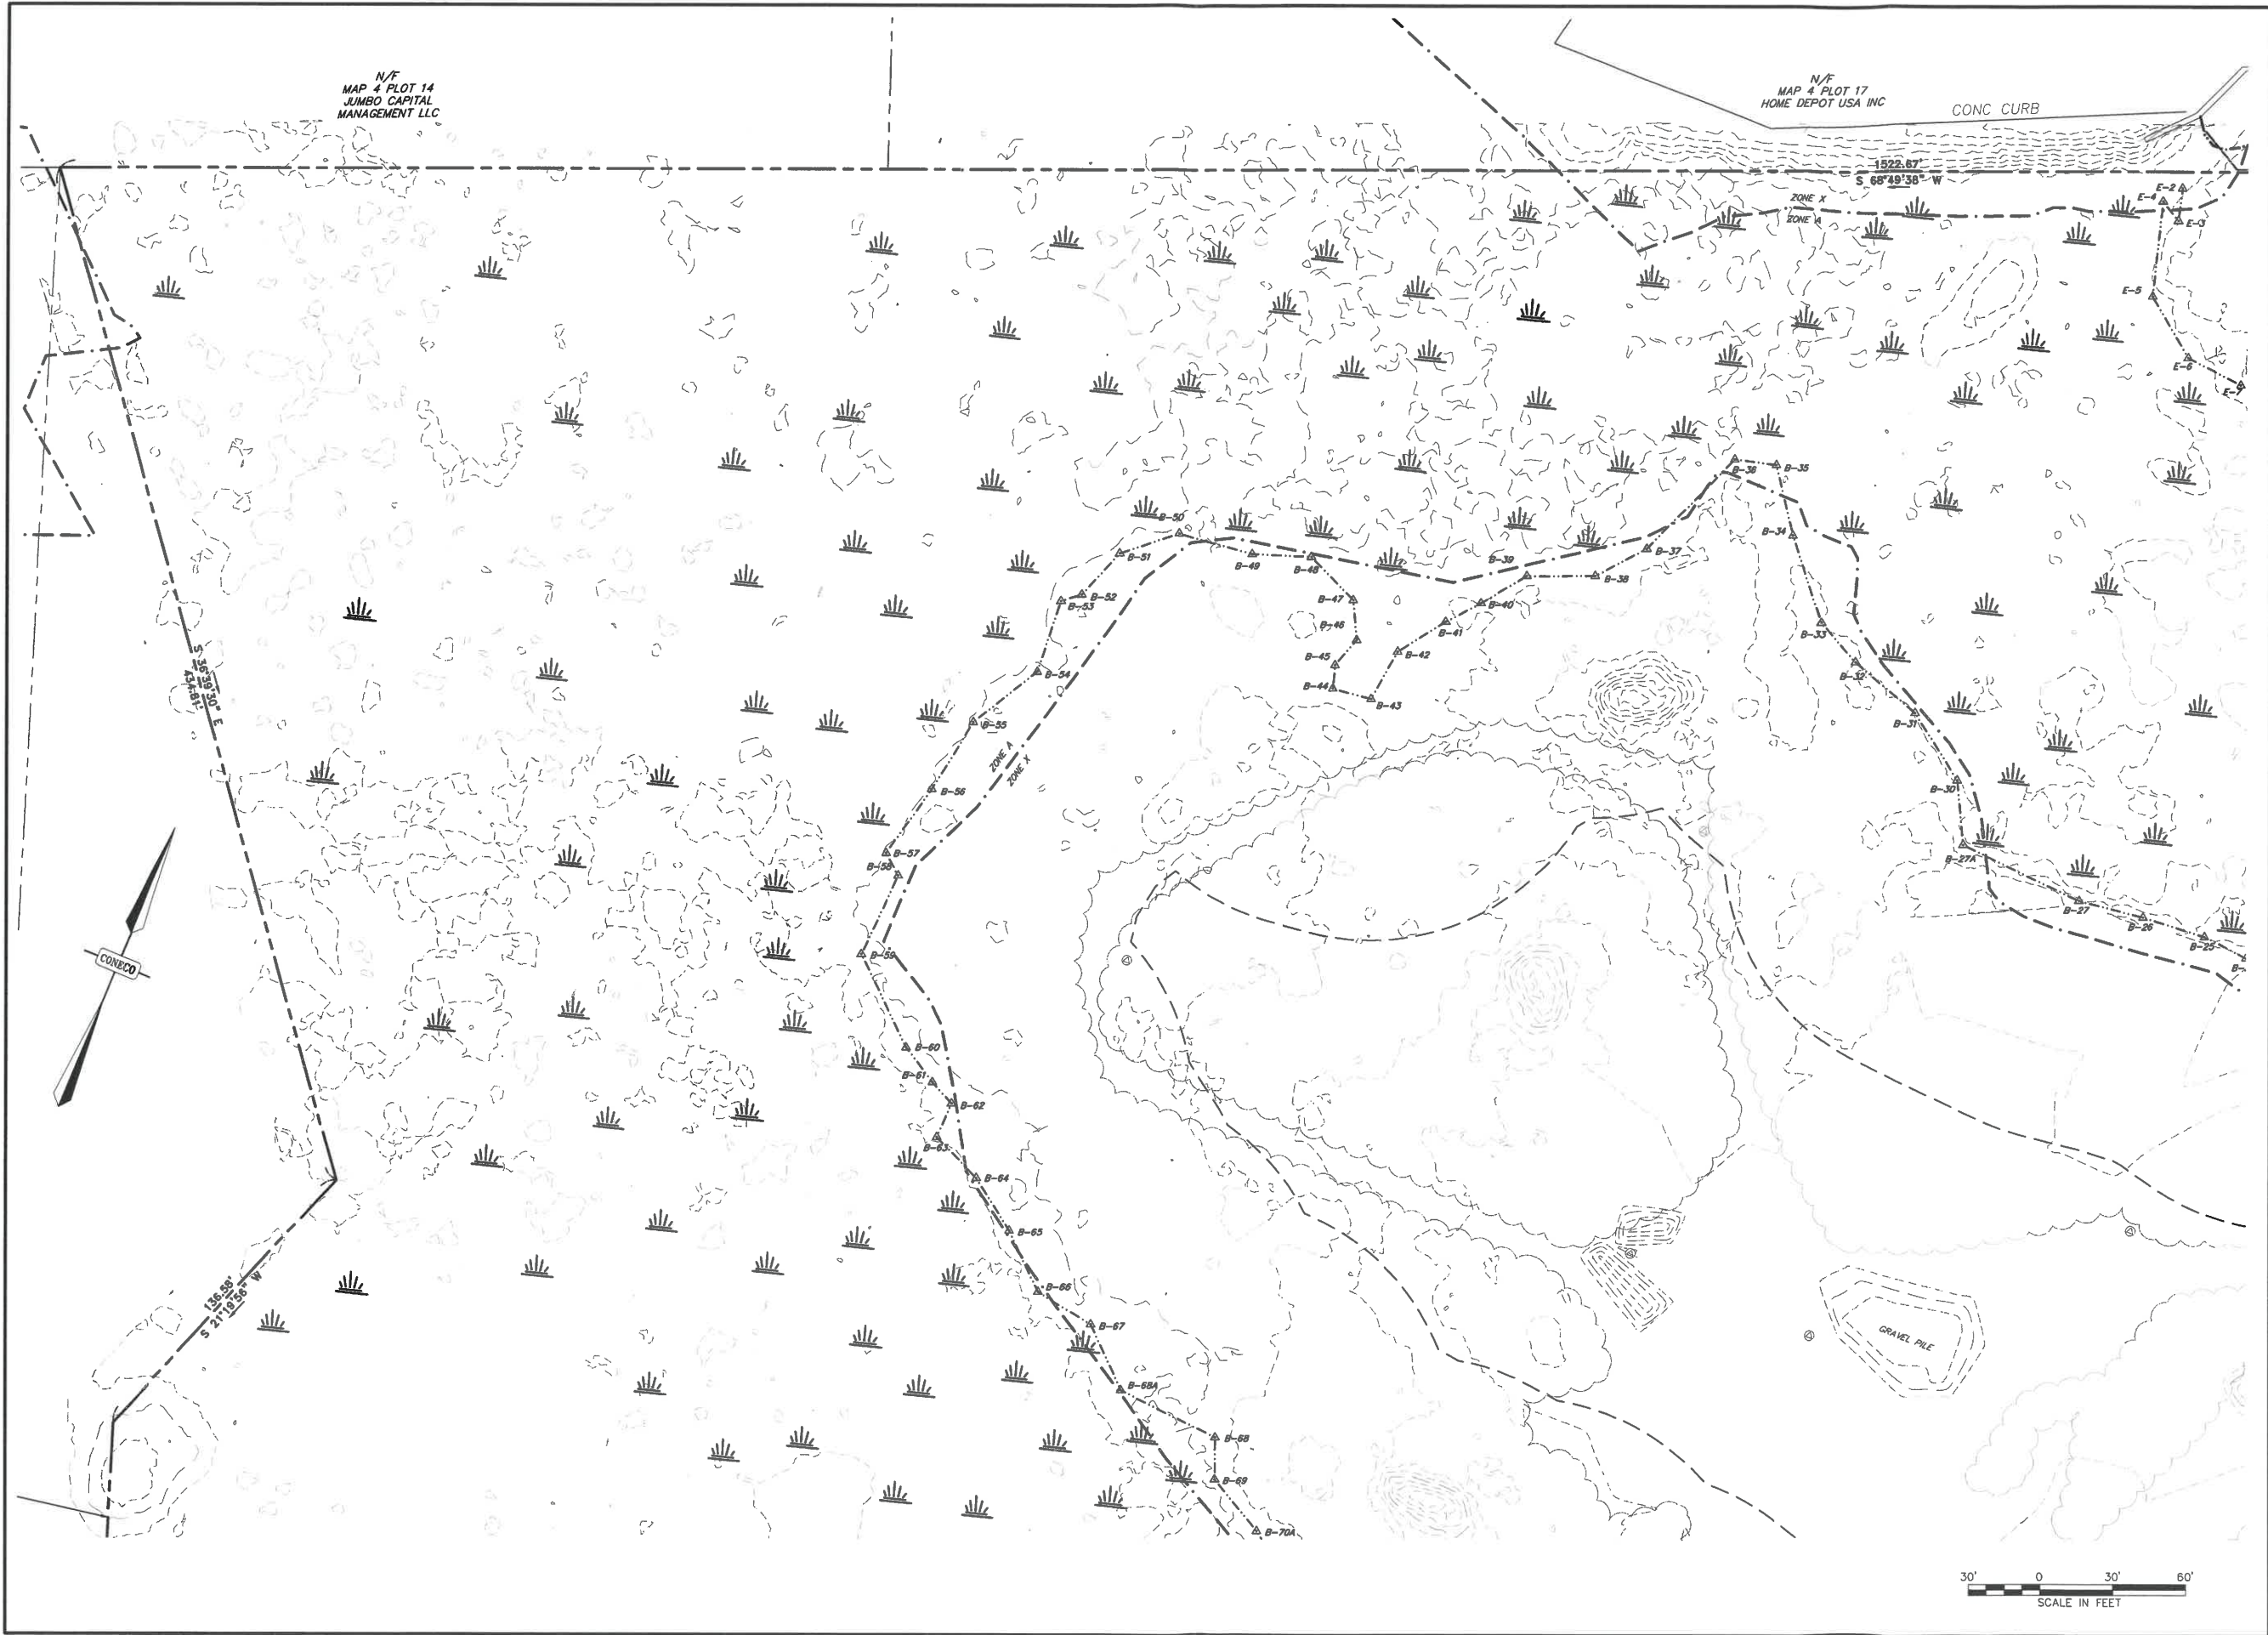 N/F
MAP 4 PLOT 14
JUMBO CAPITAL
MANAGEMENT LLC
N/F
MAP 4 PLOT 17
HOME DEPOT USA INC
CONC CURB
1522.67'
S 68°49'38" W
ZONE X
ZONE A
E-2
E-4
E-3
E-5
E-6
E-7
B-36
B-35
B-34
B-50
B-51
B-49
B-48
B-39
B-37
B-38
B-52
B-53
B-47
B-40
B-46
B-41
B-33
B-42
B-45
B-54
B-32
B-44
B-43
B-31
B-55
S 36°39'30" E
434.81'
ZONE A
ZONE X
B-56
B-30
B-57
B-58
B-27A
B-27
B-26
B-25
B-
B-59
CONECO
B-60
B-61
B-62
B-63
B-64
B-65
B-66
B-67
136.58'
S 21°19'56" W
GRAVEL PILE
B-68A
B-68
B-69
B-70A
30' 0 30' 60'
SCALE IN FEET